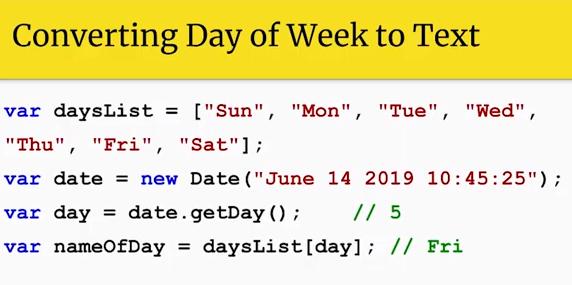 Converting Day of Week to Text
var daysList = ["Sun", "Mon", "Tue", "Wed",
"Thu", "Fri", "Sat"];
var date = new Date("June 14 2019 10:45:25");
var day = date.getDay();    // 5
var nameOfDay = daysList[day]; // Fri